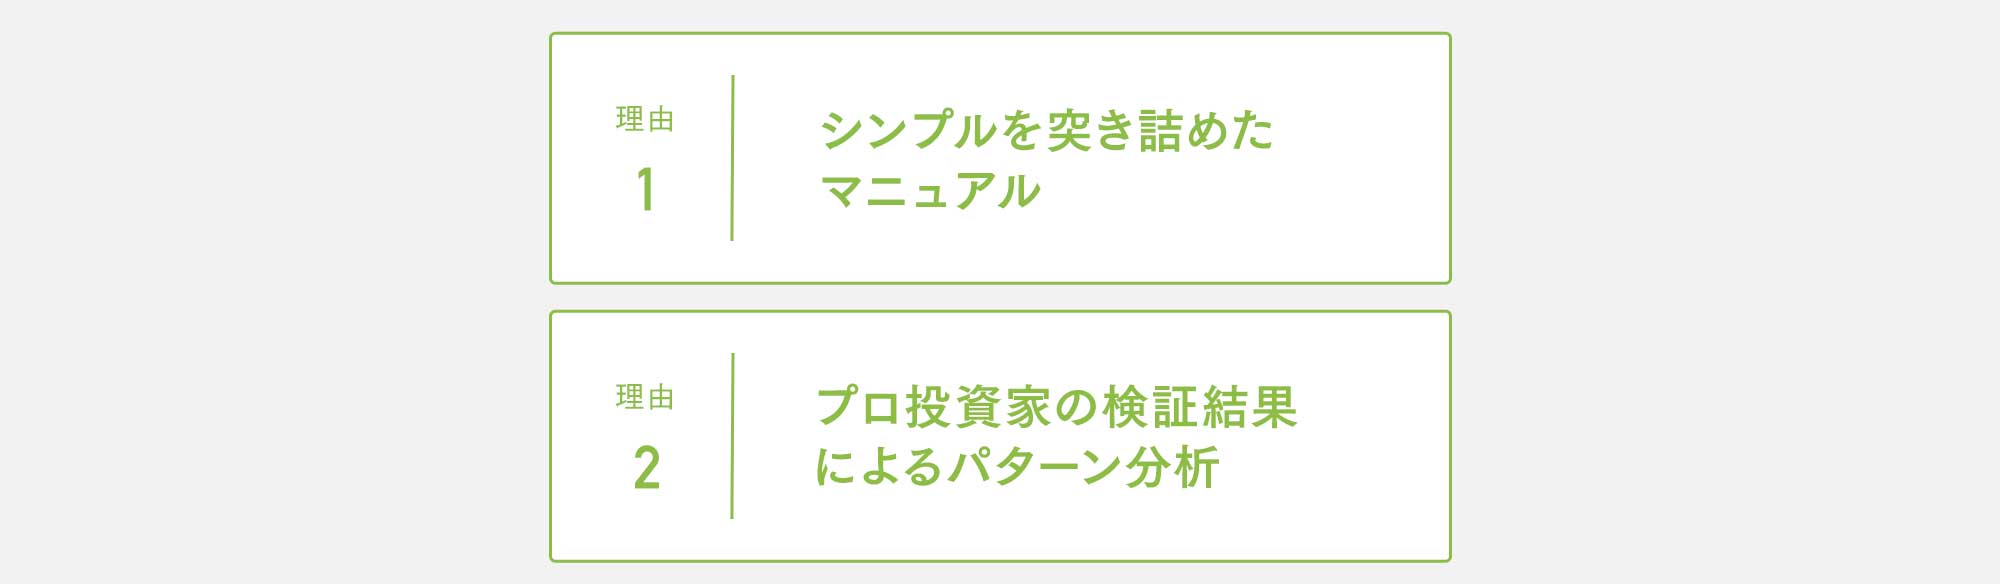 理由
1
シンプルを突き詰めた
マニュアル
理由
2
プロ投資家の検証結果
によるパターン分析